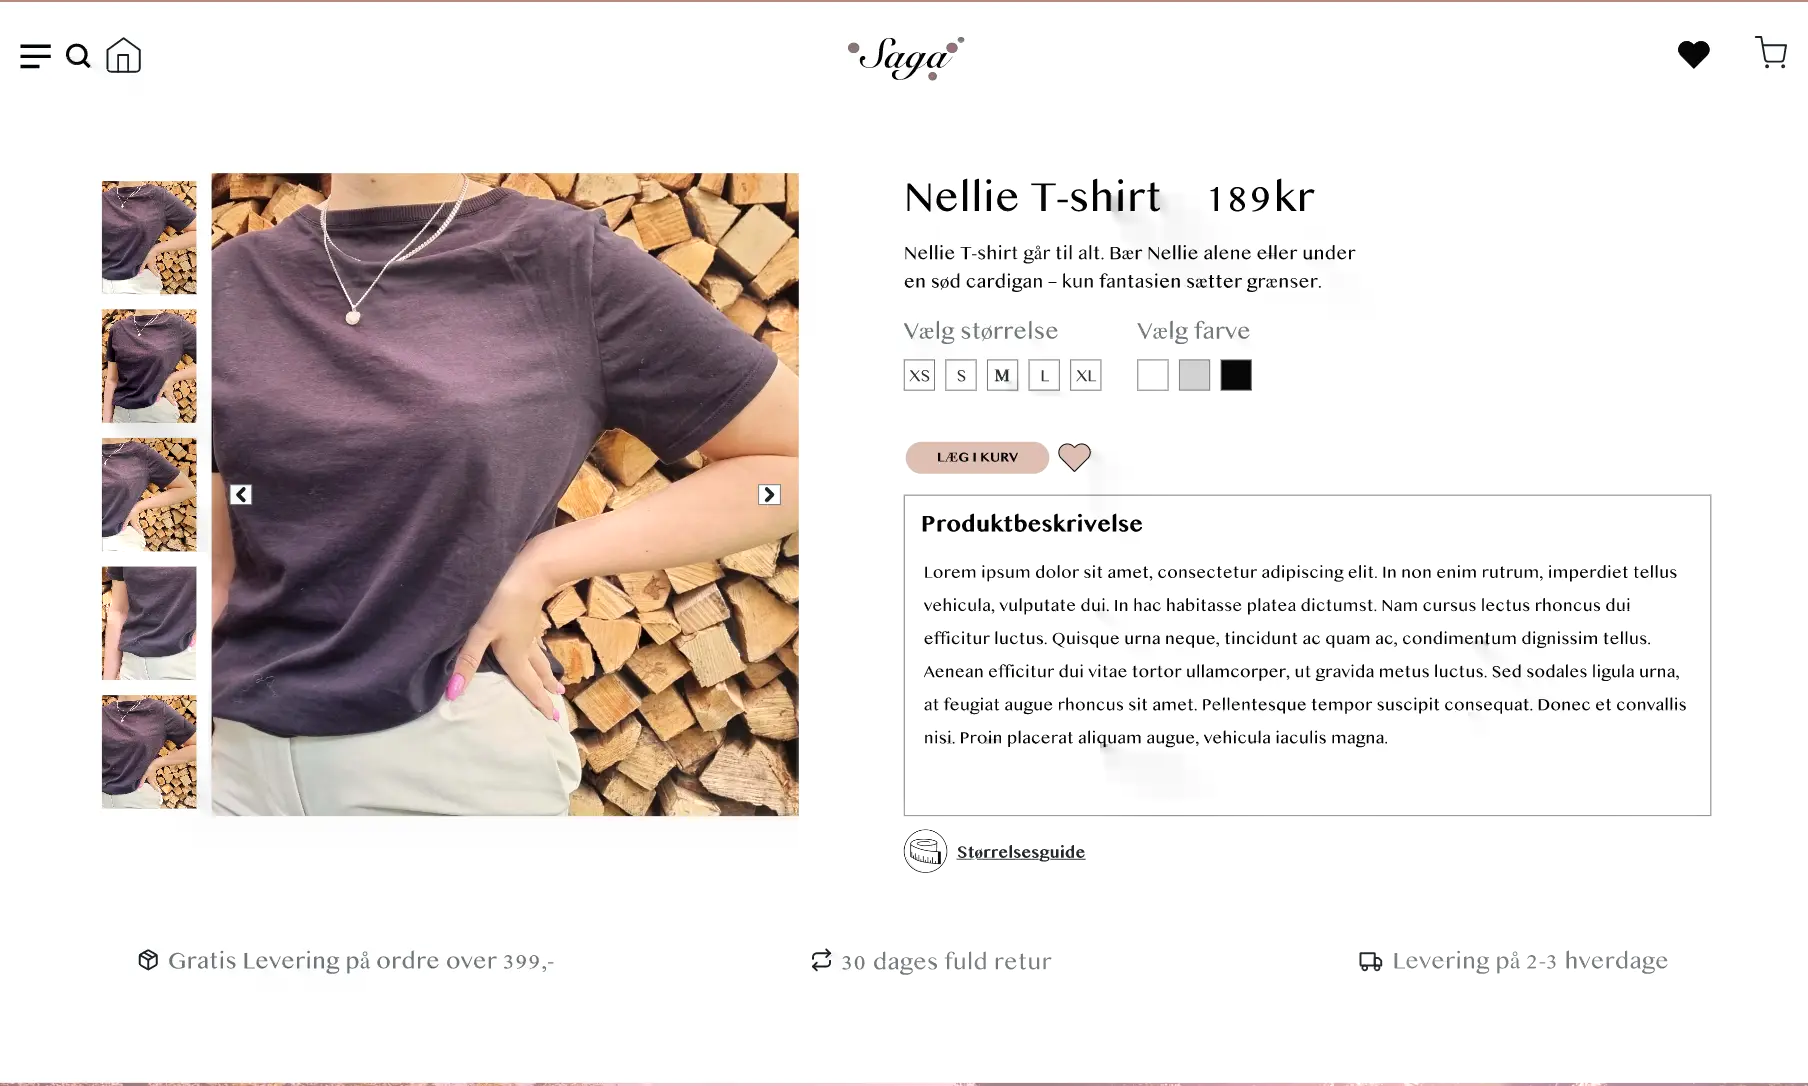 Saga
Nellie T-shirt 189kr
Nellie T-shirt går til alt. Bær Nellie alene eller under
en sød cardigan – kun fantasien sætter grænser.
Vælg størrelse Vælg farve
XS S M L XL
LÆG I KURV
Produktbeskrivelse
Lorem ipsum dolor sit amet, consectetur adipiscing elit. In non enim rutrum, imperdiet tellus
vehicula, vulputate dui. In hac habitasse platea dictumst. Nam cursus lectus rhoncus dui
efficitur luctus. Quisque urna neque, tincidunt ac quam ac, condimentum dignissim tellus.
Aenean efficitur dui vitae tortor ullamcorper, ut gravida metus luctus. Sed sodales ligula urna,
at feugiat augue rhoncus sit amet. Pellentesque tempor suscipit consequat. Donec et convallis
nisi. Proin placerat aliquam augue, vehicula iaculis magna.
Størrelsesguide
Gratis Levering på ordre over 399,-
30 dages fuld retur
Levering på 2-3 hverdage